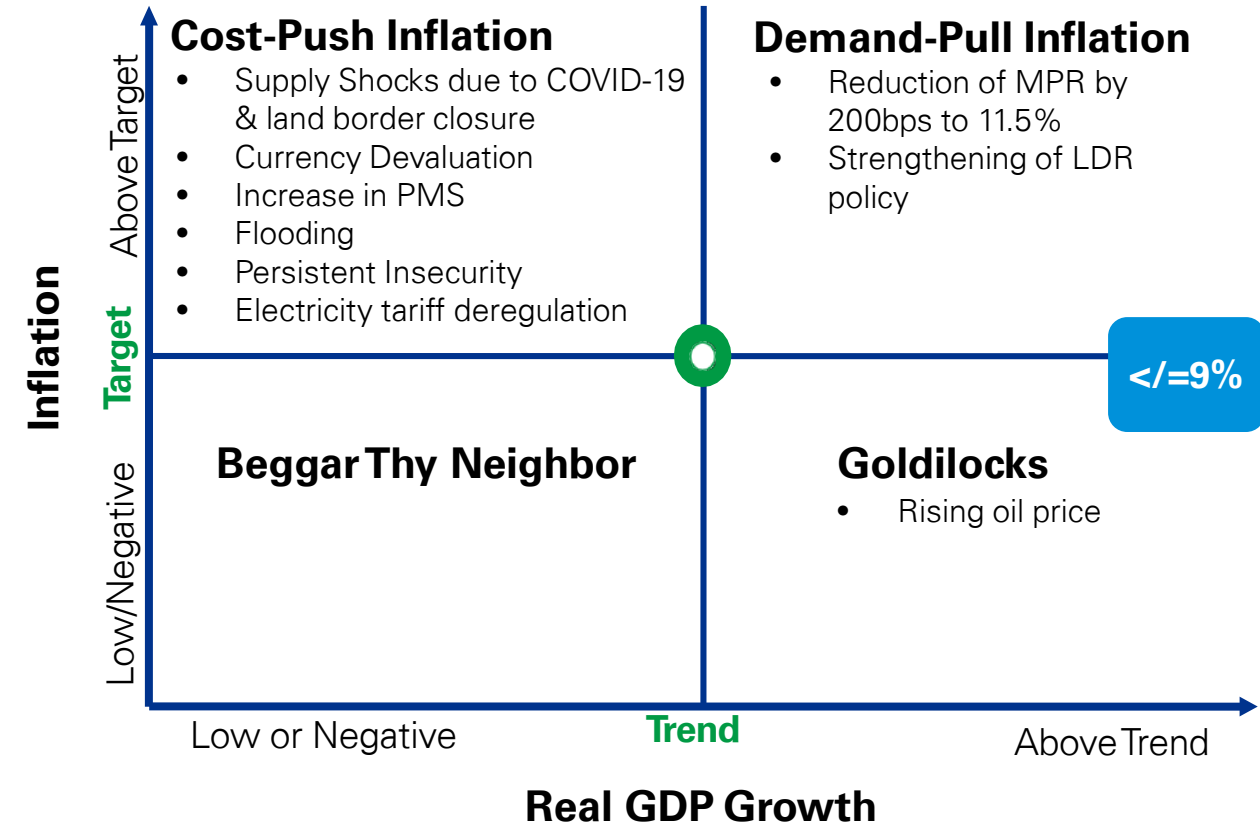 Cost-Push Inflation
• Supply Shocks due to COVID-19
& land border closure
• Currency Devaluation
• Increase in PMS
• Flooding
• Persistent Insecurity
• Electricity tariff deregulation
Demand-Pull Inflation
• Reduction of MPR by
200bps to 11.5%
• Strengthening of LDR
policy
Inflation
Above Target
Target
Low/Negative
</=9%
Beggar Thy Neighbor
Goldilocks
• Rising oil price
Low or Negative
Trend
Above Trend
Real GDP Growth